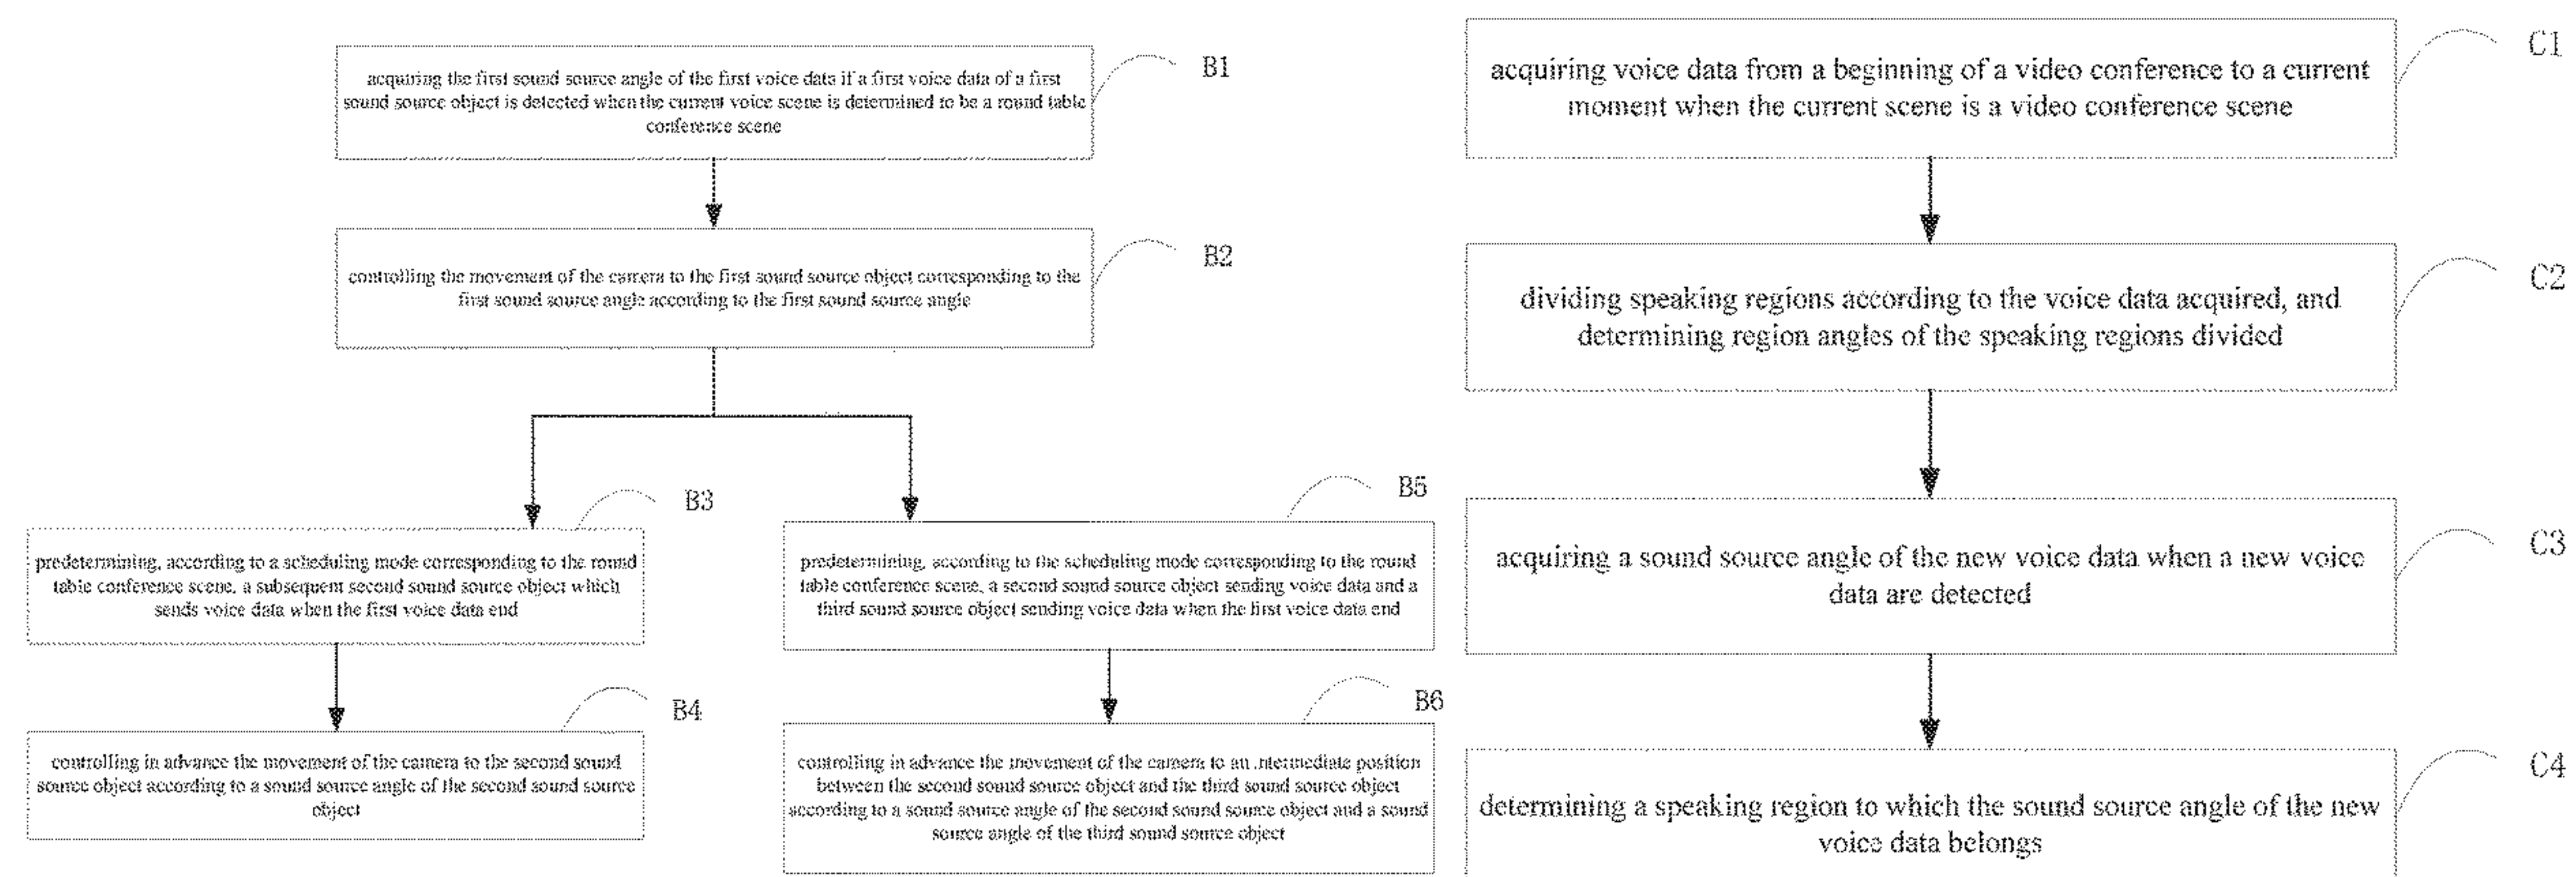 acquiring the first sound source angle of the first voice data if a first voice data of a first
sound source object is detected when the current voice scene is determined to be a round table
conference scene
B1
controlling the movement of the camera to the first sound source object corresponding to the
first sound source angle according to the first sound source angle
B2
predetermining, according to a scheduling mode corresponding to the round
table conference scene, a subsequent second sound source object which
sends voice data when the first voice data end
B3
predetermining, according to the scheduling mode corresponding to the round
table conference scene, a second sound source object sending voice data and a
third sound source object sending voice data when the first voice data end
B5
controlling in advance the movement of the camera to the second sound
source object according to a sound source angle of the second sound source
object
B4
controlling in advance the movement of the camera to an intermediate position
between the second sound source object and the third sound source object
according to a sound source angle of the second sound source object and a sound
source angle of the third sound source object
B6
acquiring voice data from a beginning of a video conference to a current
moment when the current scene is a video conference scene
C1
dividing speaking regions according to the voice data acquired, and
determining region angles of the speaking regions divided
C2
acquiring a sound source angle of the new voice data when a new voice
data are detected
C3
determining a speaking region to which the sound source angle of the new
voice data belongs
C4